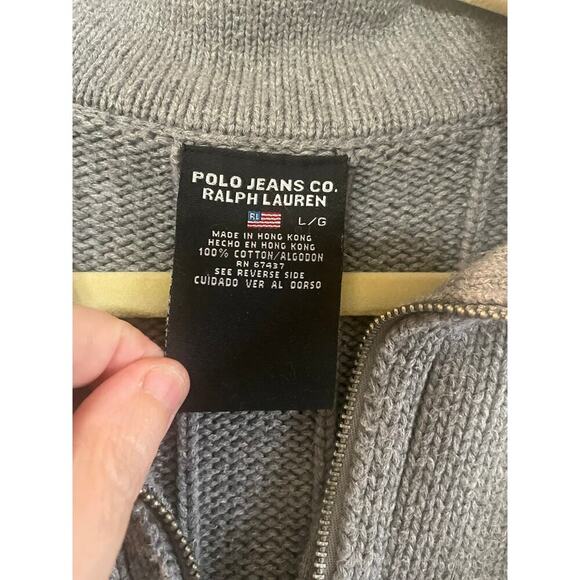 POLO JEANS CO.
RALPH LAUREN
RL L/G
MADE IN HONG KONG
HECHO EN HONG KONG
100% COTTON/ALGODON
RN 67437
SEE REVERSE SIDE
CUIDADO VER AL DORSO